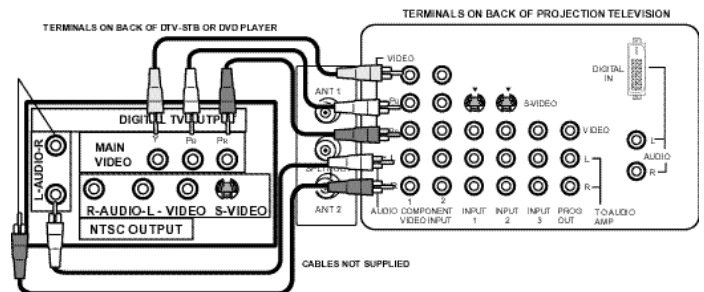 TERMINALS ON BACK OF PROJECTION TELEVISION
TERMINALS ON BACK OF DTV-STB OR DVD PLAYER
VIDEO
DIGITAL
IN
ANT 1
S-VIDEO
DIGITAL TV OUTPUT
MAIN
VIDEO
Y PR PR
VIDEO
L-AUDIO-R
L
AUDIO
R
L
R
R-AUDIO-L - VIDEO S-VIDEO
NTSC OUTPUT
ANT 2
1 2
AUDIO COMPONENT
VIDEO INPUT
INPUT
1
INPUT
2
INPUT
3
PROG
OUT
TO AUDIO
AMP
CABLES NOT SUPPLIED